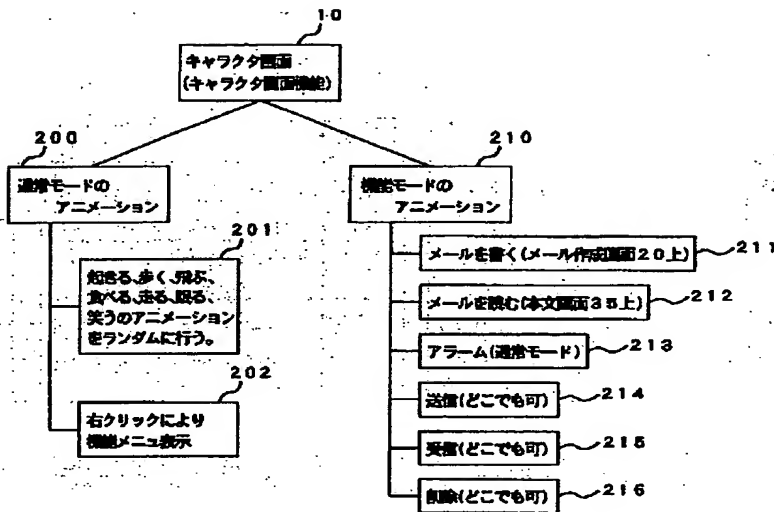 10
キャラクタ画面
(キャラクタ画面機能)
200
通常モードの
アニメーション
210
機能モードの
アニメーション
201
起きる、歩く、飛ぶ、
食べる、走る、眠る、
笑うのアニメーション
をランダムに行う。
202
右クリックにより
機能メニュ表示
メールを書く(メール作成画面20上)
211
メールを読む(本文画面35上)
212
アラーム(通常モード)
213
送信(どこでも可)
214
受信(どこでも可)
215
削除(どこでも可)
216